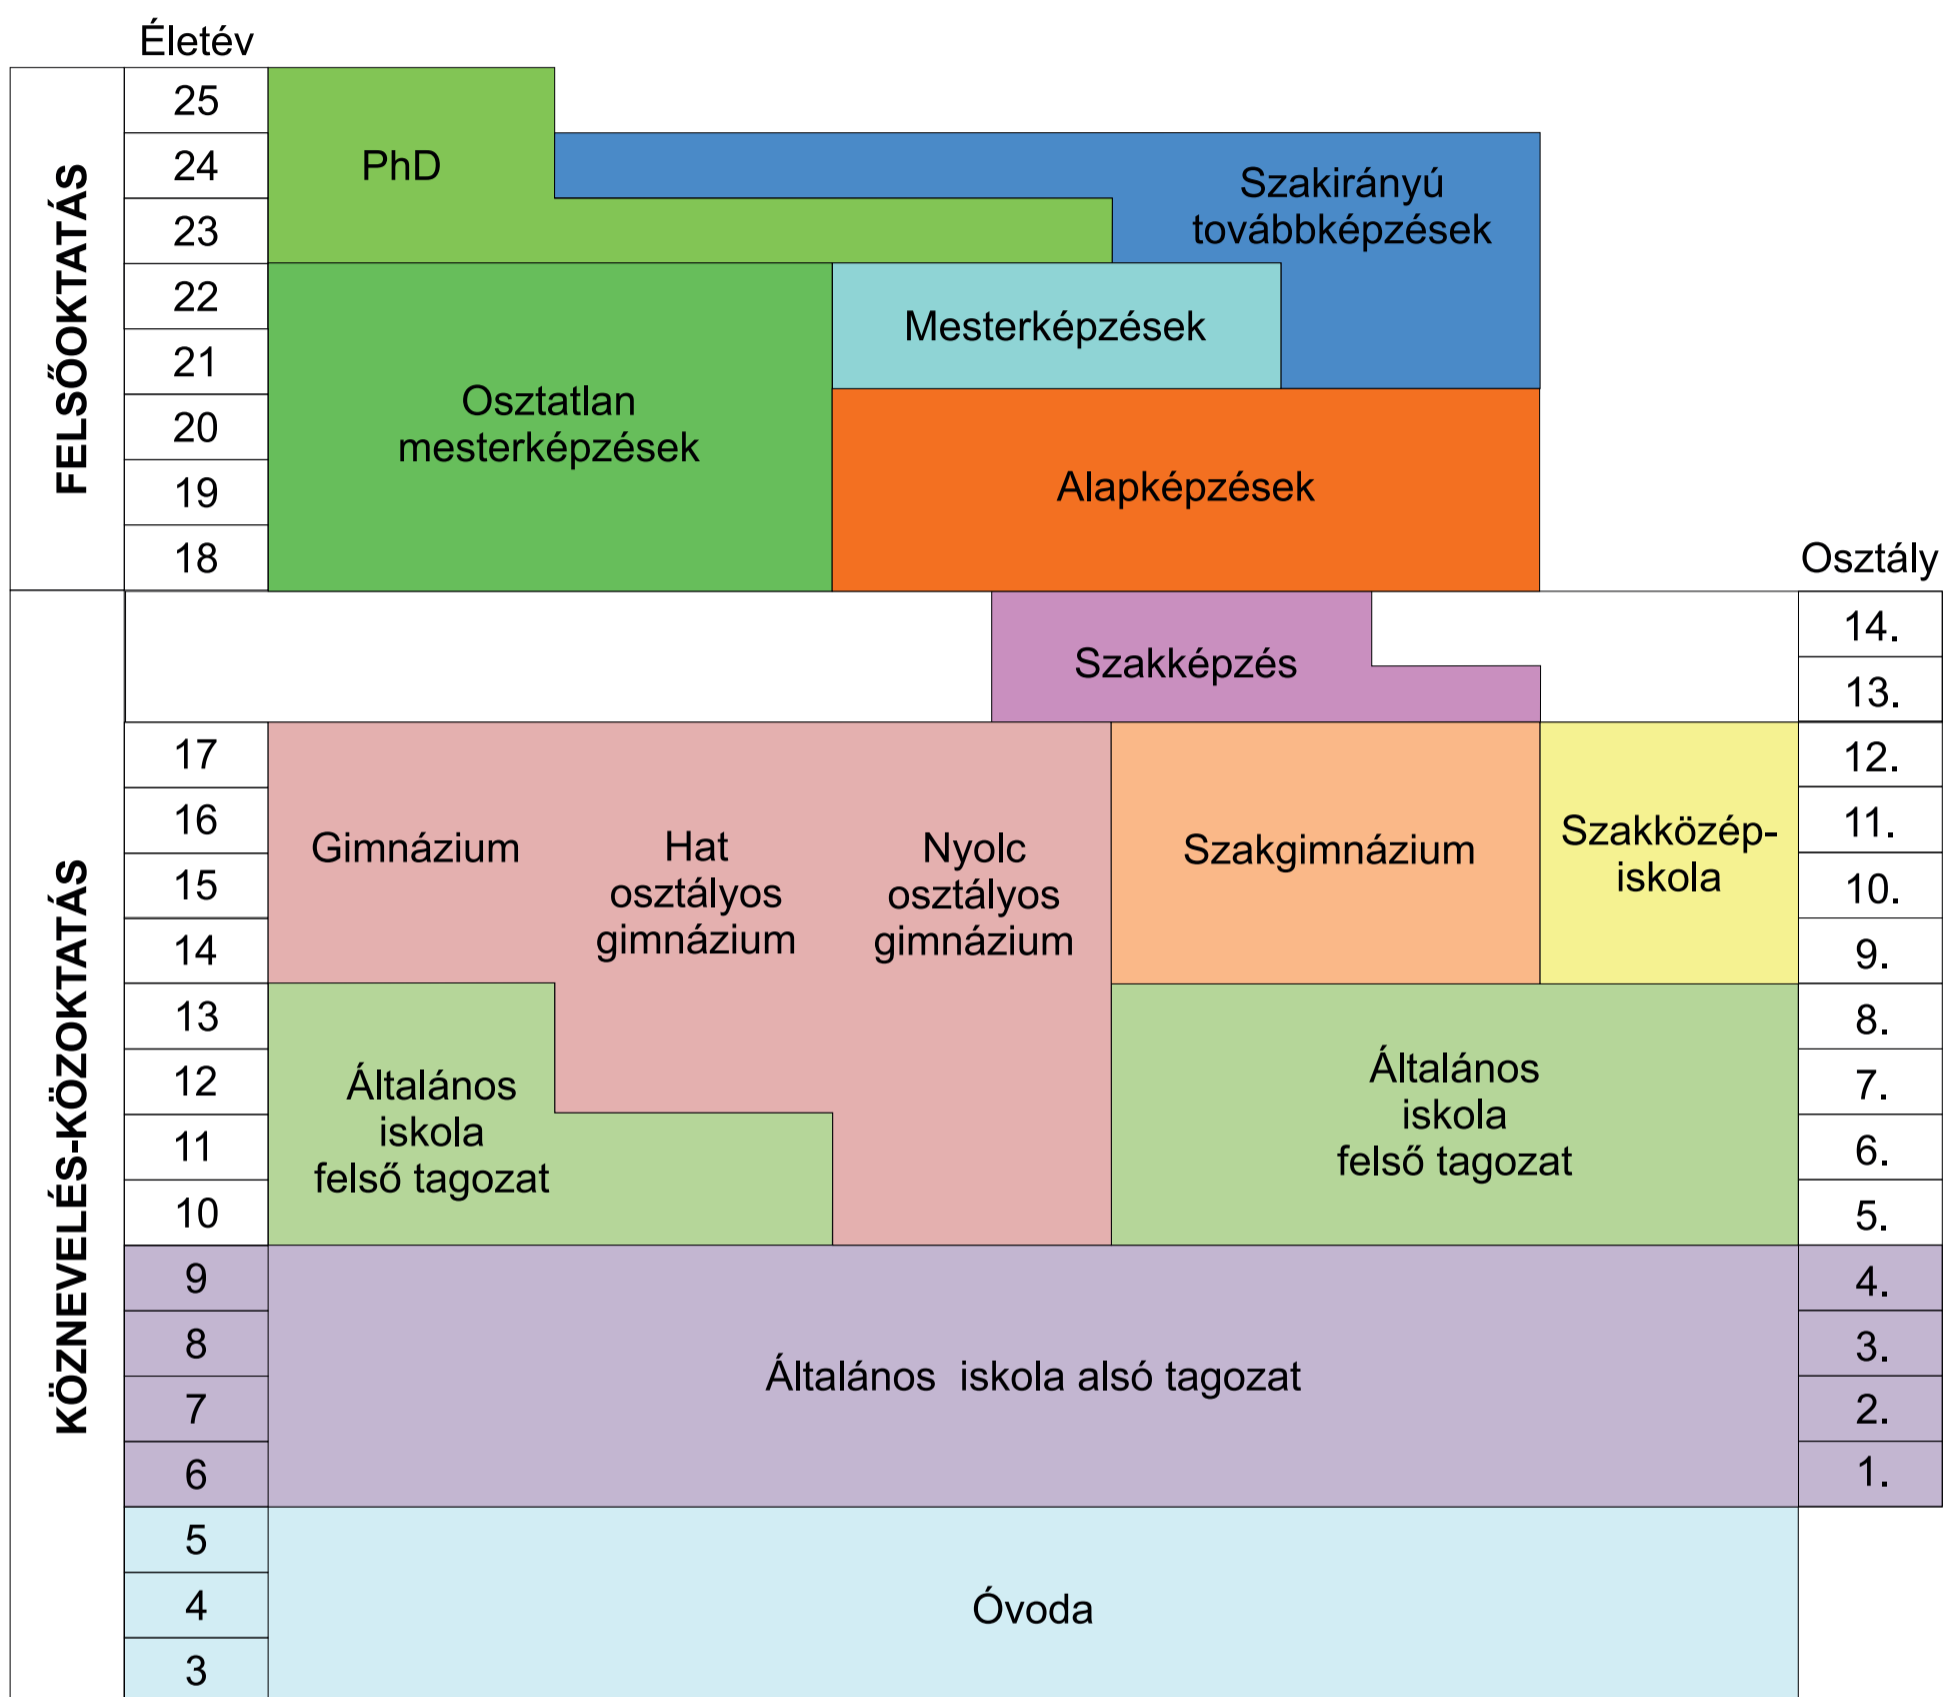 Életév
25
24
23
22
21
20
19
18
17
16
15
14
13
12
11
10
9
8
7
6
5
4
3
FELSŐOKTATÁS
KÖZNEVELÉS-KÖZOKTATÁS
PhD
Szakirányú
továbbképzések
Mesterképzések
Osztatlan
mesterképzések
Alapképzések
Szakképzés
Gimnázium
Hat
osztályos
gimnázium
Nyolc
osztályos
gimnázium
Szakgimnázium
Szakközép-
iskola
Általános
iskola
felső tagozat
Általános
iskola
felső tagozat
Általános iskola alsó tagozat
Óvoda
Osztály
14.
13.
12.
11.
10.
9.
8.
7.
6.
5.
4.
3.
2.
1.